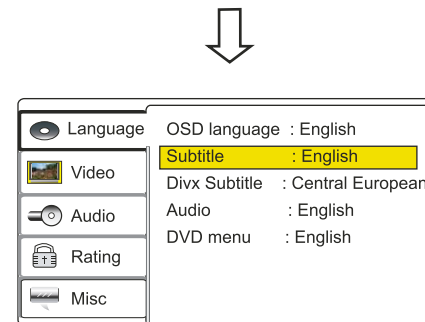 Language
OSD language : English
Subtitle : English
Divx Subtitle : Central European
Audio : English
DVD menu : English
Video
Audio
Rating
Misc